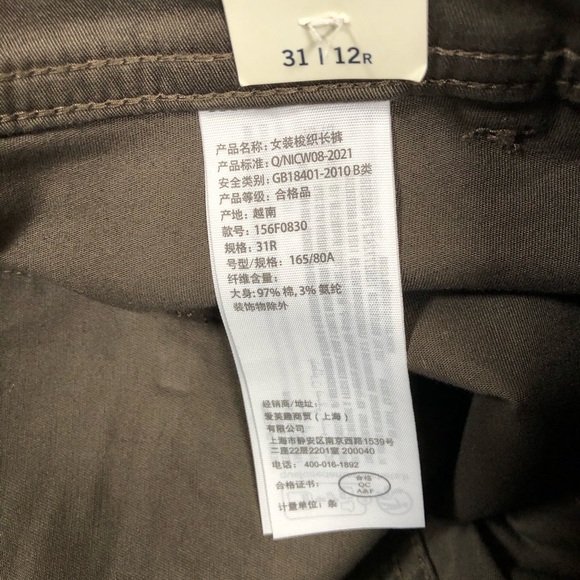 31 | 12R
产品名称: 女装梭织长裤
产品标准: Q/NICW08-2021
安全类别: GB18401-2010 B类
产品等级: 合格品
产地: 越南
款号: 156F0830
规格: 31R
号型/规格: 165/80A
纤维含量:
大身: 97% 棉, 3% 氨纶
装饰物除外
经销商/地址:
爱芙趣商贸（上海）
有限公司
上海市静安区南京西路1539号
二座22层2201室 200040
电话: 400-016-1892
合格证书:
合格
QC
A&F
计量单位: 条